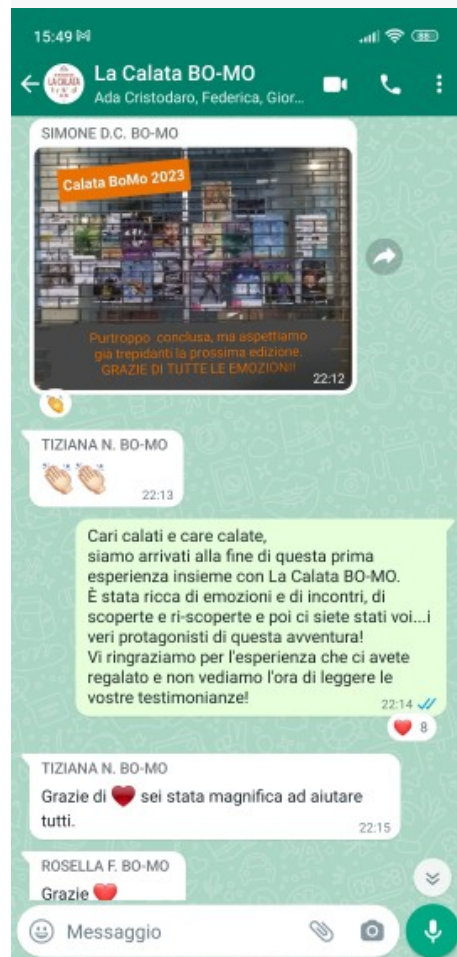 15:49
88
La Calata BO-MO
Ada Cristodaro, Federica, Gior...
SIMONE D.C. BO-MO
Calata BoMo 2023
Purtroppo conclusa, ma aspettiamo
gia trepidanti la prossima edizione.
GRAZIE DI TUTTE LE EMOZIONI!!
22:12
TIZIANA N. BO-MO
22:13
Cari calati e care calate,
siamo arrivati alla fine di questa prima
esperienza insieme con La Calata BO-MO.
È stata ricca di emozioni e di incontri, di
scoperte e ri-scoperte e poi ci siete stati voi...i
veri protagonisti di questa avventura!
Vi ringraziamo per l'esperienza che ci avete
regalato e non vediamo l'ora di leggere le
vostre testimonianze!
22:14
8
TIZIANA N. BO-MO
Grazie di ❤️ sei stata magnifica ad aiutare
tutti.
22:15
ROSELLA F. BO-MO
Grazie ❤️
Messaggio